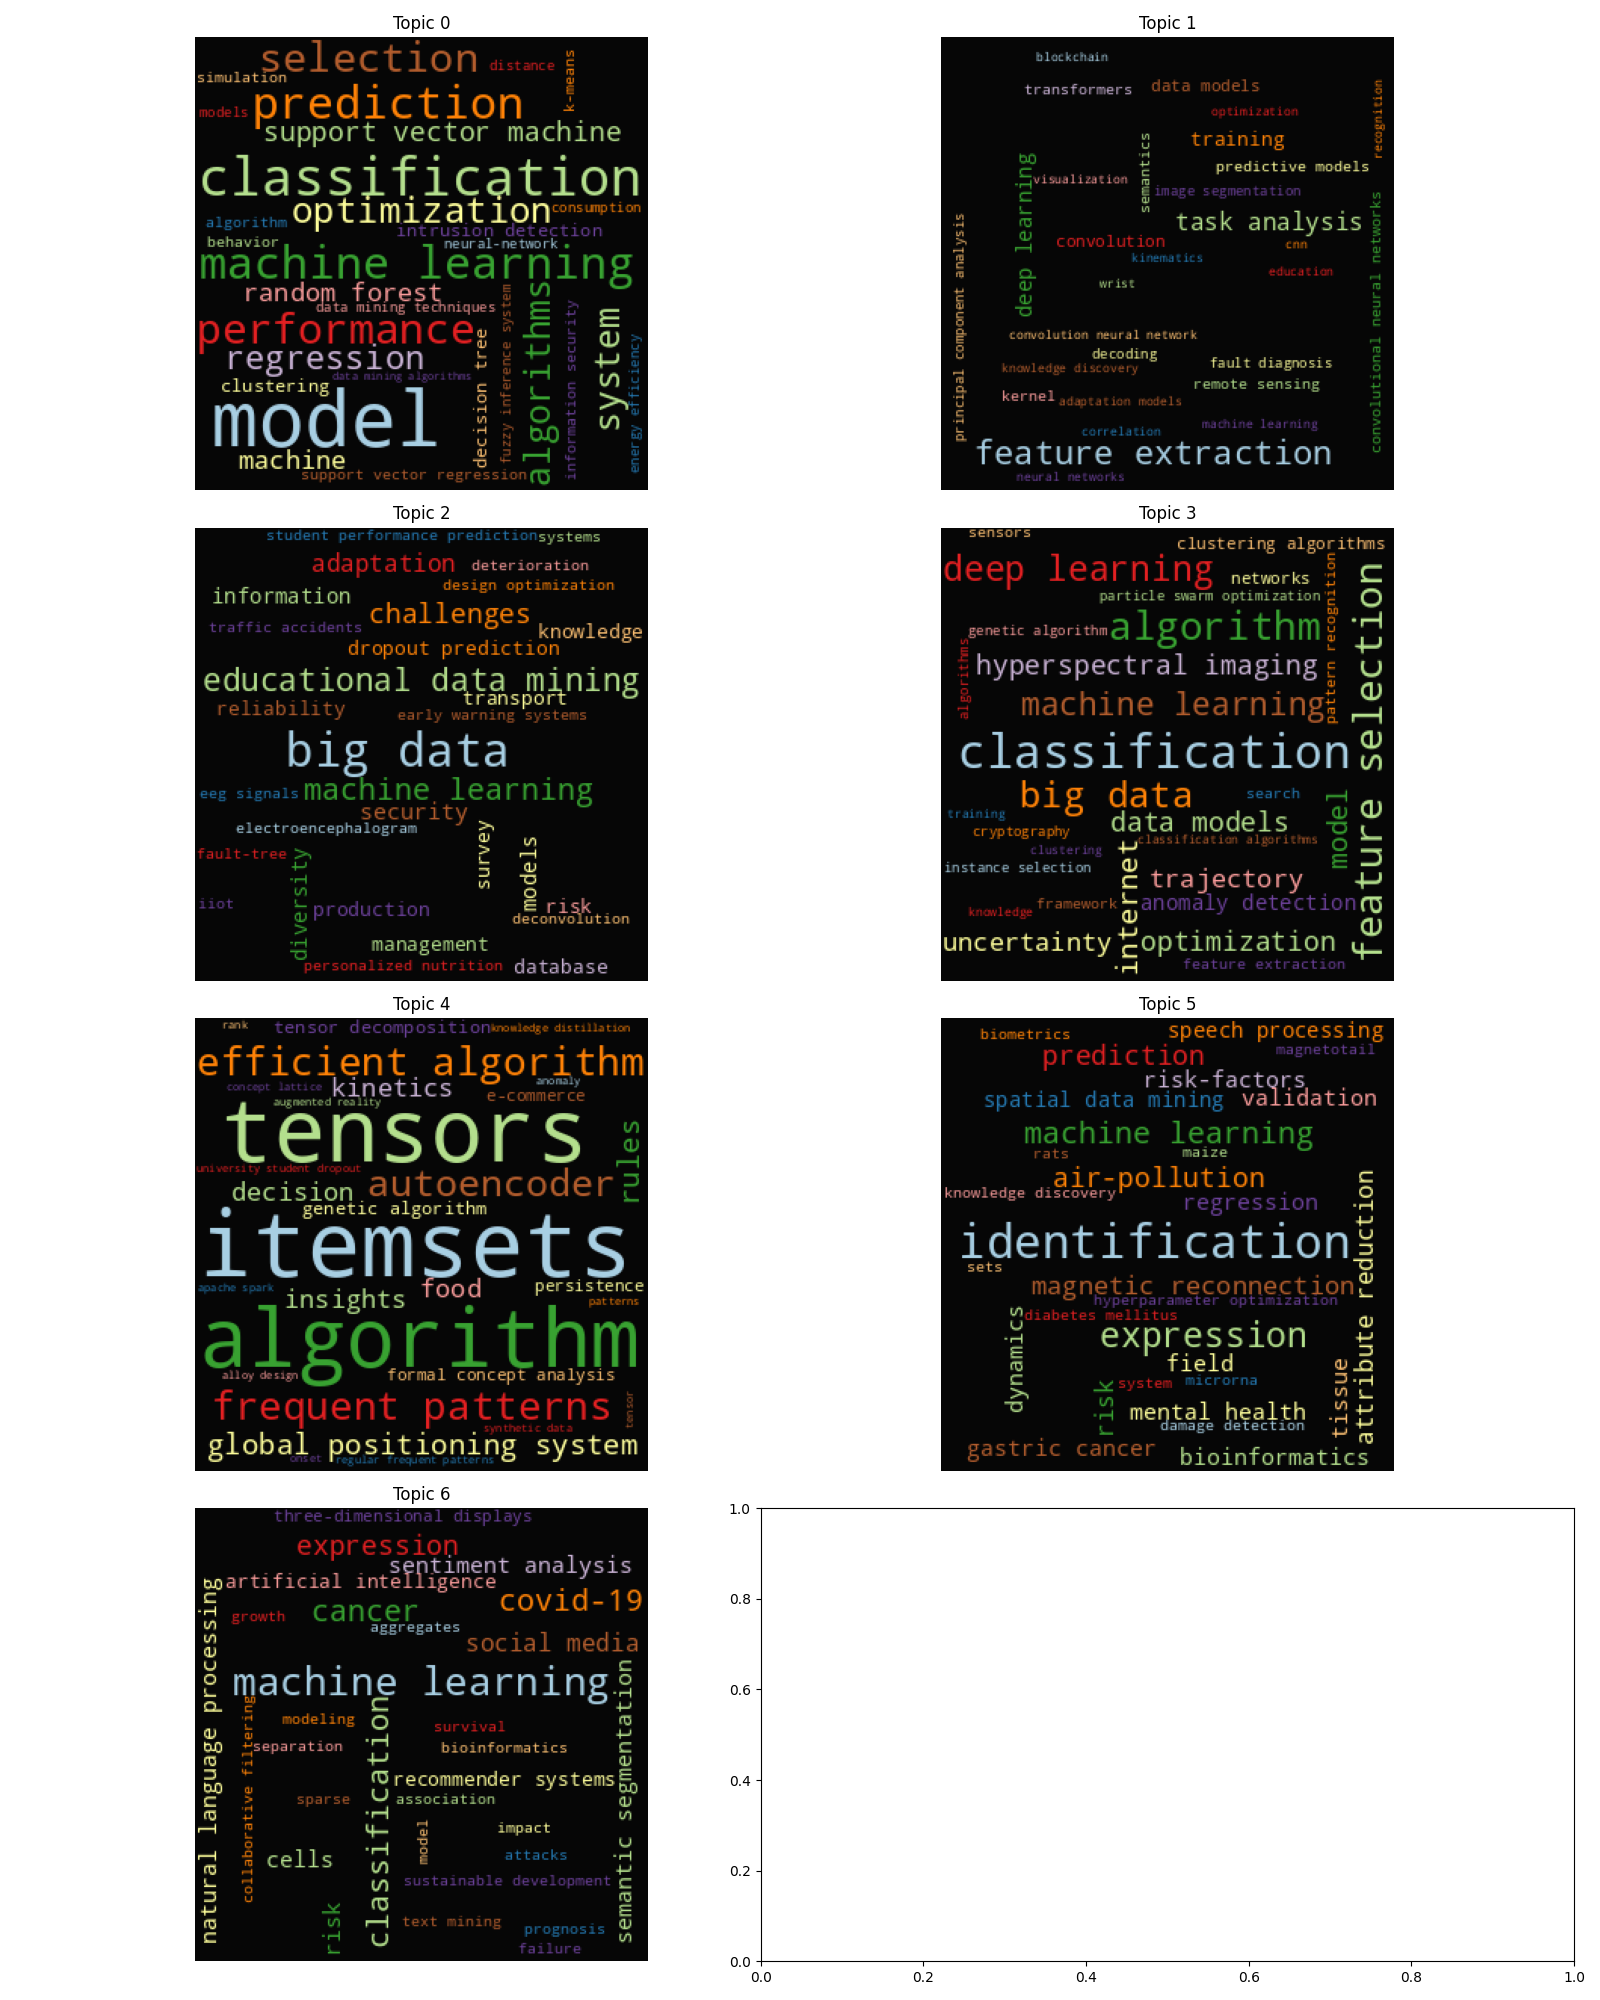 Topic 0
selection
distance
k-means
simulation
prediction
models
support vector machine
classification
optimization
consumption
algorithm
intrusion detection
behavior
neural-network
machine learning
random forest
data mining techniques
performance
decision tree
fuzzy inference system
algorithms
information security
system
energy efficiency
regression
data mining algorithms
clustering
model
machine
support vector regression
Topic 1
blockchain
transformers
data models
optimization
recognition
training
semantics
predictive models
deep learning
visualization
image segmentation
task analysis
convolutional neural networks
principal component analysis
convolution
cnn
kinematics
education
wrist
convolution neural network
decoding
fault diagnosis
knowledge discovery
remote sensing
kernel
adaptation models
machine learning
correlation
feature extraction
neural networks
Topic 2
student performance prediction
systems
adaptation
deterioration
design optimization
information
challenges
traffic accidents
knowledge
dropout prediction
educational data mining
transport
reliability
early warning systems
big data
eeg signals
machine learning
security
electroencephalogram
survey
models
fault-tree
diversity
iiot
production
risk
deconvolution
management
personalized nutrition
database
Topic 3
sensors
clustering algorithms
deep learning
networks
pattern recognition
feature selection
particle swarm optimization
genetic algorithm
algorithm
algorithms
hyperspectral imaging
machine learning
classification
big data
search
training
data models
model
cryptography
classification algorithms
clustering
internet
instance selection
trajectory
knowledge
framework
anomaly detection
uncertainty
optimization
feature extraction
Topic 4
rank
tensor decomposition
knowledge distillation
efficient algorithm
concept lattice
kinetics
anomaly
e-commerce
augmented reality
tensors
rules
university student dropout
autoencoder
decision
genetic algorithm
itemsets
apache spark
food
persistence
insights
patterns
algorithm
alloy design
formal concept analysis
frequent patterns
tensor
synthetic data
global positioning system
onset
regular frequent patterns
Topic 5
biometrics
speech processing
prediction
magnetotail
risk-factors
spatial data mining
validation
machine learning
rats
maize
air-pollution
attribute reduction
knowledge discovery
regression
identification
sets
magnetic reconnection
hyperparameter optimization
dynamics
diabetes mellitus
expression
field
tissue
risk
system
microrna
mental health
damage detection
gastric cancer
bioinformatics
Topic 6
three-dimensional displays
expression
sentiment analysis
natural language processing
artificial intelligence
covid-19
cancer
growth
aggregates
social media
machine learning
semantic segmentation
collaborative filtering
classification
modeling
survival
separation
bioinformatics
recommender systems
sparse
association
model
impact
cells
attacks
sustainable development
risk
text mining
prognosis
failure
1.0
0.8
0.6
0.4
0.2
0.0
0.0 0.2 0.4 0.6 0.8 1.0